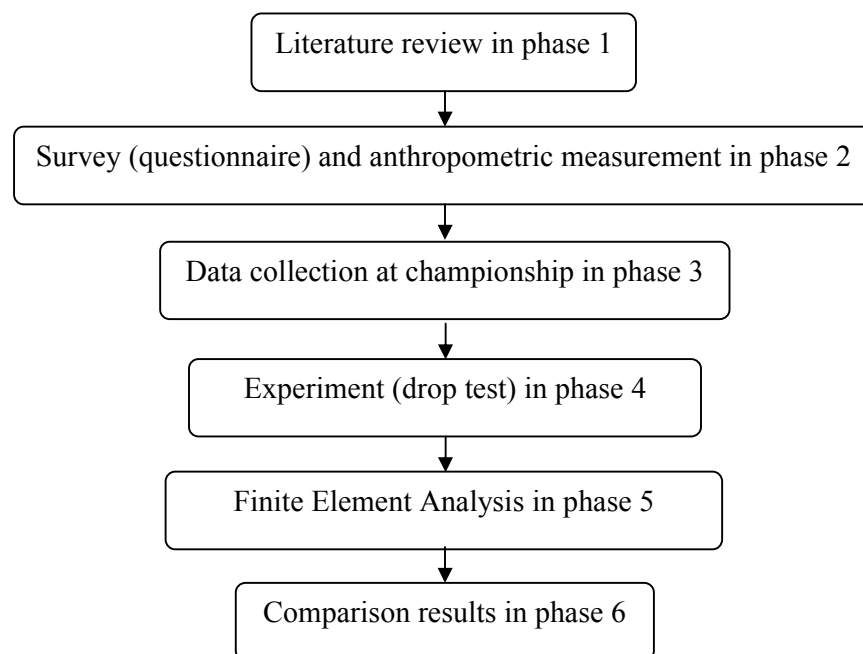 Literature review in phase 1
Survey (questionnaire) and anthropometric measurement in phase 2
Data collection at championship in phase 3
Experiment (drop test) in phase 4
Finite Element Analysis in phase 5
Comparison results in phase 6